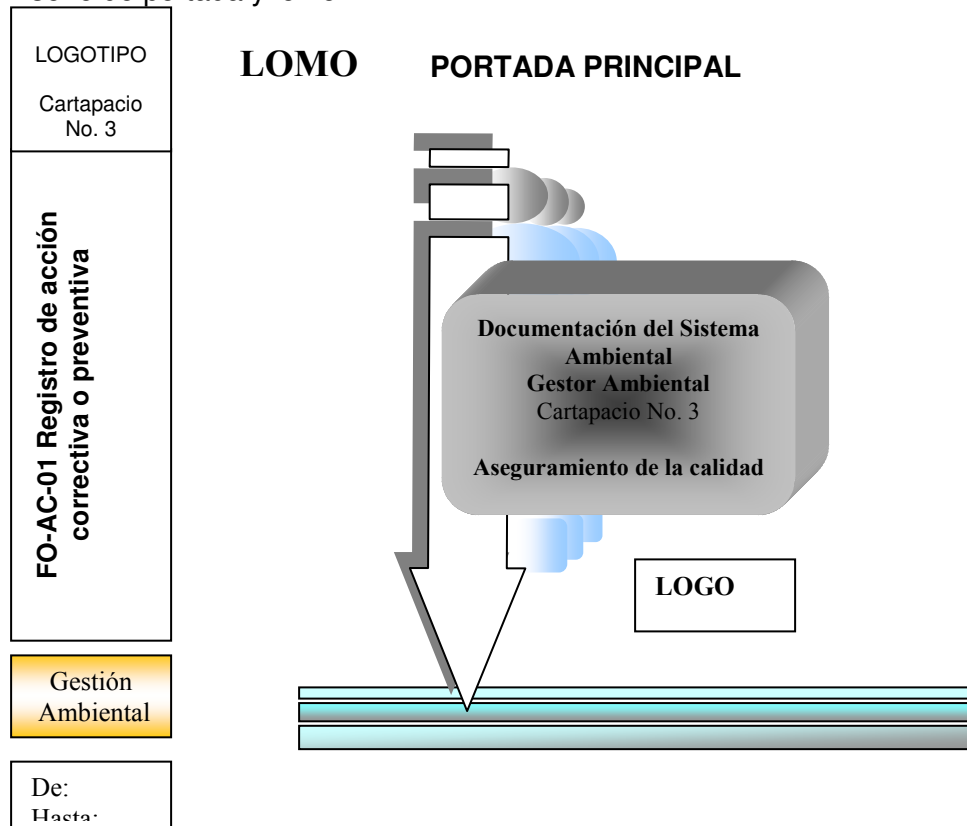 LOGOTIPO
Cartapacio
No. 3
LOMO
PORTADA PRINCIPAL
FO-AC-01 Registro de acción
correctiva o preventiva
Documentación del Sistema
Ambiental
Gestor Ambiental
Cartapacio No. 3
Aseguramiento de la calidad
LOGO
Gestión
Ambiental
De:
Hasta: